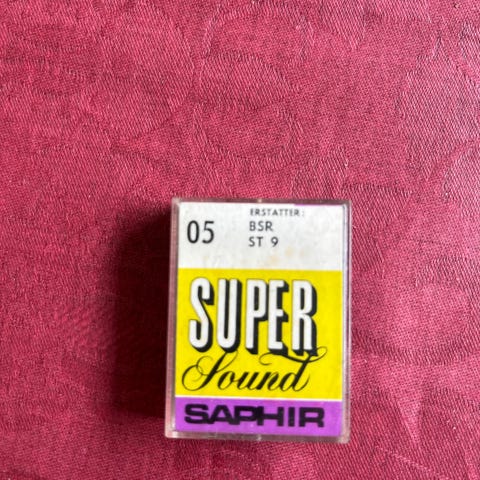 05
ERSTATTER:
BSR
ST 9
SUPER
Sound
SAPHIR